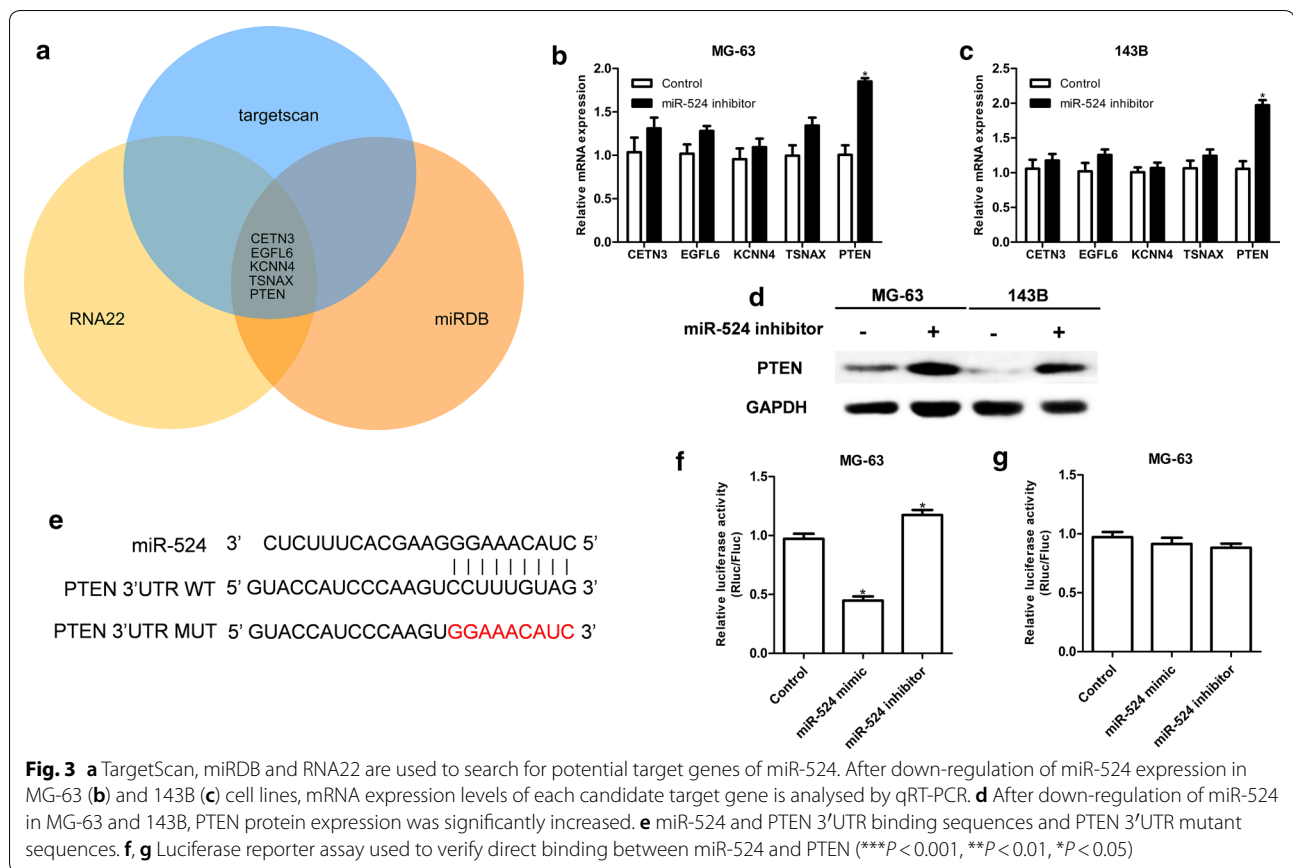 a
targetscan
CETN3
EGFL6
KCNN4
TSNAX
PTEN
RNA22
miRDB
b
MG-63
Control
miR-524 inhibitor
Relative mRNA expression
2.0
1.5
1.0
0.5
0.0
*
CETN3 EGFL6 KCNN4 TSNAX PTEN
c
143B
Control
miR-524 inhibitor
Relative mRNA expression
2.5
2.0
1.5
1.0
0.5
0.0
*
CETN3 EGFL6 KCNN4 TSNAX PTEN
d
MG-63 143B
miR-524 inhibitor - + - +
PTEN
GAPDH
e
miR-524 3' CUCUUUCACGAAGGGAAACAUC 5'
PTEN 3'UTR WT 5' GUACCAUCCCAAGUCCUUUGUAG 3'
PTEN 3'UTR MUT 5' GUACCAUCCCAAGUGGAAACAUC 3'
f
MG-63
Relative luciferase activity
(Rluc/Fluc)
1.5
1.0
0.5
0.0
*
*
Control
miR-524 mimic
miR-524 inhibitor
g
MG-63
Relative luciferase activity
(Rluc/Fluc)
1.5
1.0
0.5
0.0
Control
miR-524 mimic
miR-524 inhibitor
Fig. 3 a TargetScan, miRDB and RNA22 are used to search for potential target genes of miR-524. After down-regulation of miR-524 expression in
MG-63 (b) and 143B (c) cell lines, mRNA expression levels of each candidate target gene is analysed by qRT-PCR. d After down-regulation of miR-524
in MG-63 and 143B, PTEN protein expression was significantly increased. e miR-524 and PTEN 3′UTR binding sequences and PTEN 3′UTR mutant
sequences. f, g Luciferase reporter assay used to verify direct binding between miR-524 and PTEN (***P < 0.001, **P < 0.01, *P < 0.05)